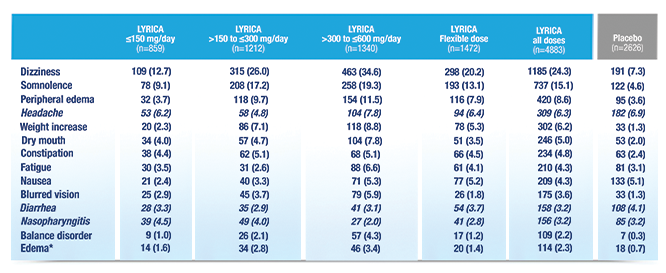 LYRICA ≤150 mg/day (n=859) LYRICA >150 to ≤300 mg/day (n=1212) LYRICA >300 to ≤600 mg/day (n=1340) LYRICA Flexible dose (n=1472) LYRICA all doses (n=4883) Placebo (n=2626)
Dizziness 109 (12.7) 315 (26.0) 463 (34.6) 298 (20.2) 1185 (24.3) 191 (7.3)
Somnolence 78 (9.1) 208 (17.2) 258 (19.3) 193 (13.1) 737 (15.1) 122 (4.6)
Peripheral edema 32 (3.7) 118 (9.7) 154 (11.5) 116 (7.9) 420 (8.6) 95 (3.6)
Headache 53 (6.2) 58 (4.8) 104 (7.8) 94 (6.4) 309 (6.3) 182 (6.9)
Weight increase 20 (2.3) 86 (7.1) 118 (8.8) 78 (5.3) 302 (6.2) 33 (1.3)
Dry mouth 34 (4.0) 57 (4.7) 104 (7.8) 51 (3.5) 246 (5.0) 53 (2.0)
Constipation 38 (4.4) 62 (5.1) 68 (5.1) 66 (4.5) 234 (4.8) 63 (2.4)
Fatigue 30 (3.5) 31 (2.6) 88 (6.6) 61 (4.1) 210 (4.3) 81 (3.1)
Nausea 21 (2.4) 40 (3.3) 71 (5.3) 77 (5.2) 209 (4.3) 133 (5.1)
Blurred vision 25 (2.9) 45 (3.7) 79 (5.9) 26 (1.8) 175 (3.6) 33 (1.3)
Diarrhea 28 (3.3) 35 (2.9) 41 (3.1) 54 (3.7) 158 (3.2) 108 (4.1)
Nasopharyngitis 39 (4.5) 49 (4.0) 27 (2.0) 41 (2.8) 156 (3.2) 85 (3.2)
Balance disorder 9 (1.0) 26 (2.1) 57 (4.3) 17 (1.2) 109 (2.2) 7 (0.3)
Edema* 14 (1.6) 34 (2.8) 46 (3.4) 20 (1.4) 114 (2.3) 18 (0.7)